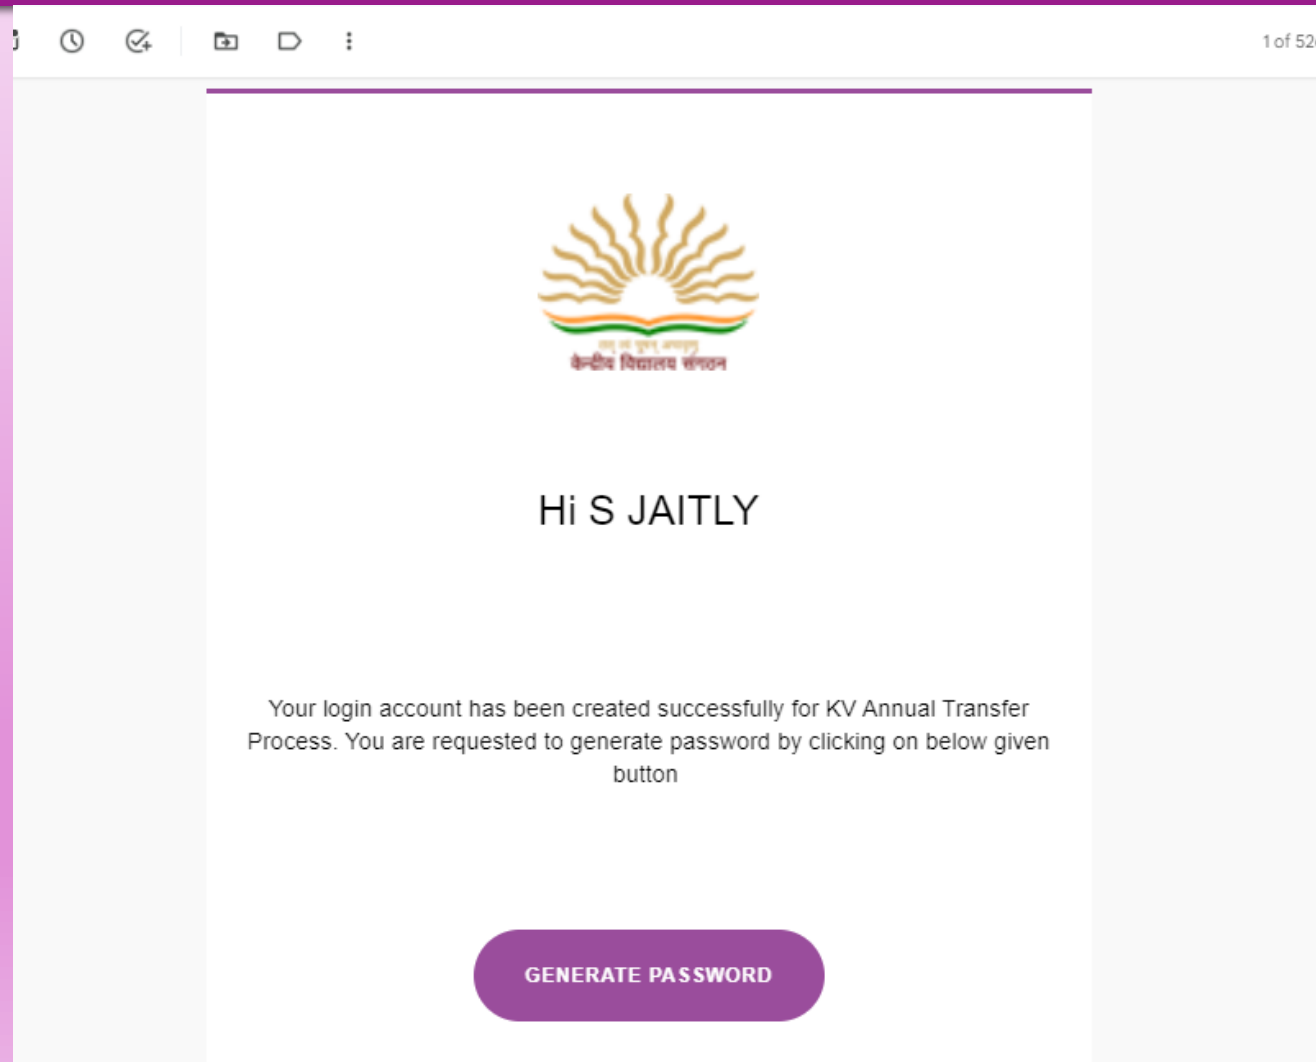 1 of 52
केन्द्रीय विद्यालय संगठन
Hi S JAITLY
Your login account has been created successfully for KV Annual Transfer
Process. You are requested to generate password by clicking on below given
button
GENERATE PASSWORD